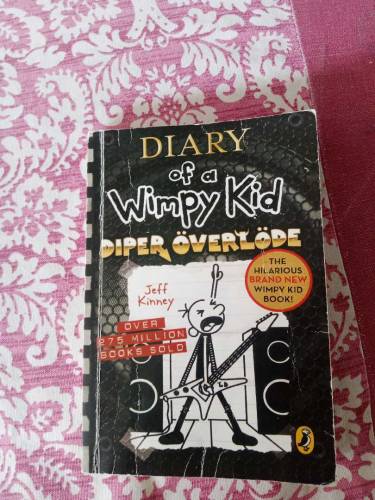 DIARY
of a
Wimpy Kid
DIPER ÖVERLÖDE
THE
HILARIOUS
BRAND NEW
WIMPY KID
BOOK!
Jeff
Kinney
OVER
275 MILLION
BOOKS SOLD